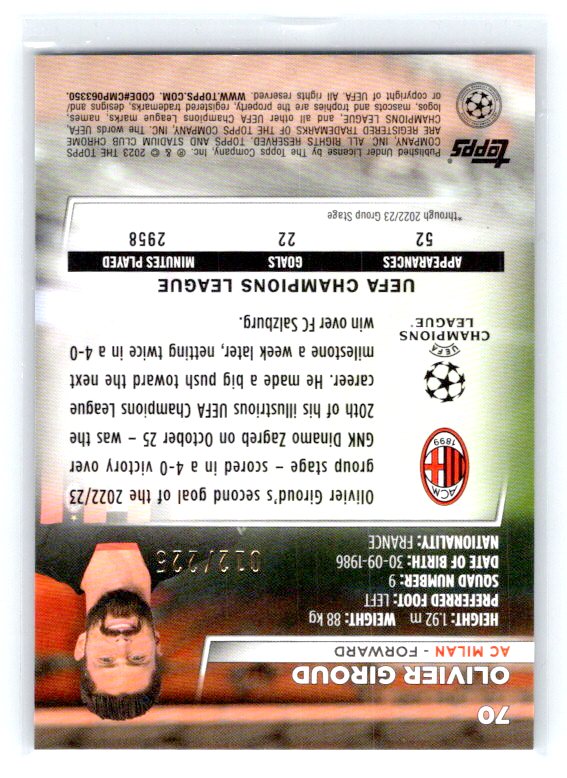 70
OLIVIER GIROUD
AC MILAN - FORWARD
HEIGHT: 1.92 m WEIGHT: 88 kg
PREFERRED FOOT: LEFT
SQUAD NUMBER: 9
DATE OF BIRTH: 30-09-1986
NATIONALITY: FRANCE
012/225
ACM
1899
UEFA
CHAMPIONS
LEAGUE
Olivier Giroud's second goal of the 2022/23
group stage – scored in a 4-0 victory over
GNK Dinamo Zagreb on October 25 – was the
20th of his illustrious UEFA Champions League
career. He made a big push toward the next
milestone a week later, netting twice in a 4-0
win over FC Salzburg.
UEFA CHAMPIONS LEAGUE
APPEARANCES GOALS MINUTES PLAYED
52 22 2958
*through 2022/23 Group Stage
topps
Published Under License by The Topps Company, Inc. ® & © 2023 THE TOPPS
COMPANY, INC. ALL RIGHTS RESERVED. TOPPS AND STADIUM CLUB CHROME
ARE REGISTERED TRADEMARKS OF THE TOPPS COMPANY, INC. The words UEFA,
CHAMPIONS LEAGUE, and all other UEFA Champions League marks, names,
logos, mascots and trophies are the property, registered trademarks, designs and/
or copyright of UEFA. All rights reserved. WWW.TOPPS.COM CODE#CMP063350.